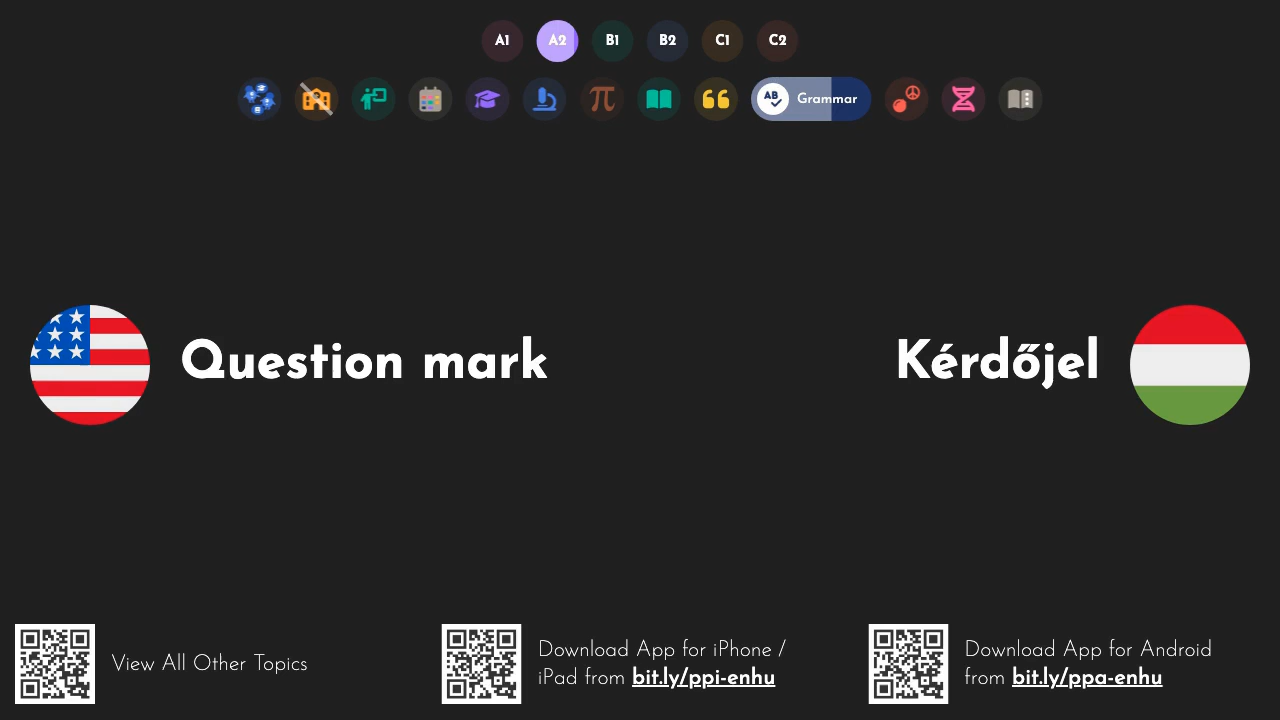 A1 A2 B1 B2 C1 C2
AB Grammar
Question mark
Kérdőjel
View All Other Topics
Download App for iPhone /
iPad from bit.ly/ppi-enhu
Download App for Android
from bit.ly/ppa-enhu